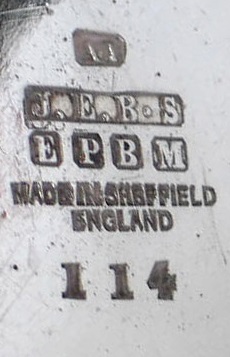 AA
J.E.B.S
EPBM
MADE IN SHEFFIELD
ENGLAND
114